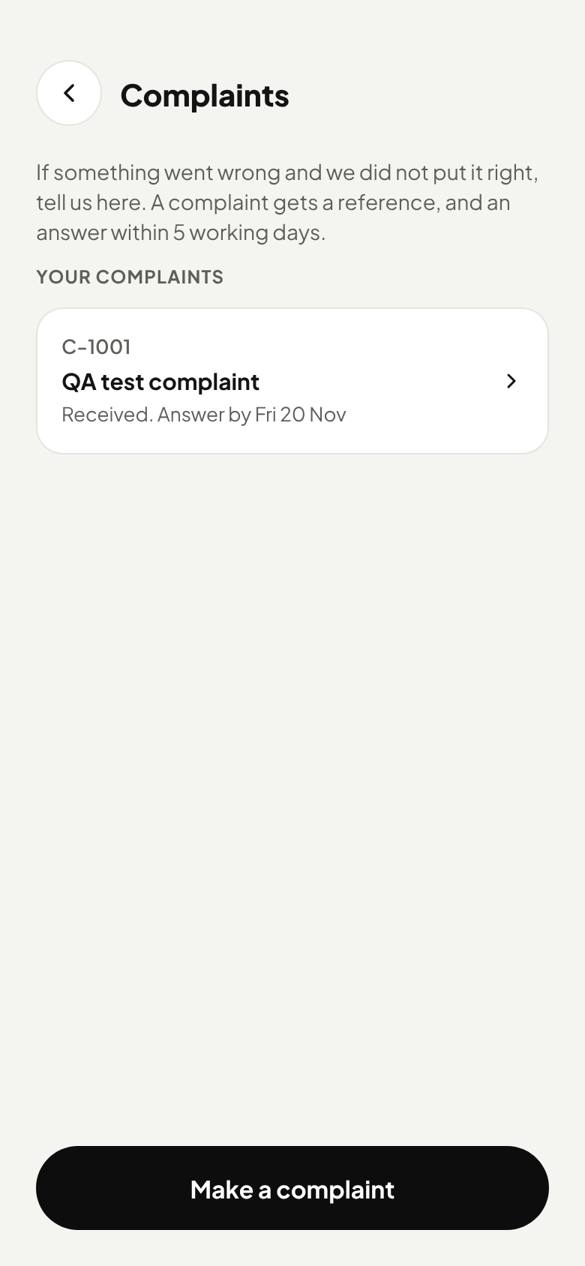 Complaints
If something went wrong and we did not put it right,
tell us here. A complaint gets a reference, and an
answer within 5 working days.
YOUR COMPLAINTS
C-1001
QA test complaint
Received. Answer by Fri 20 Nov
Make a complaint